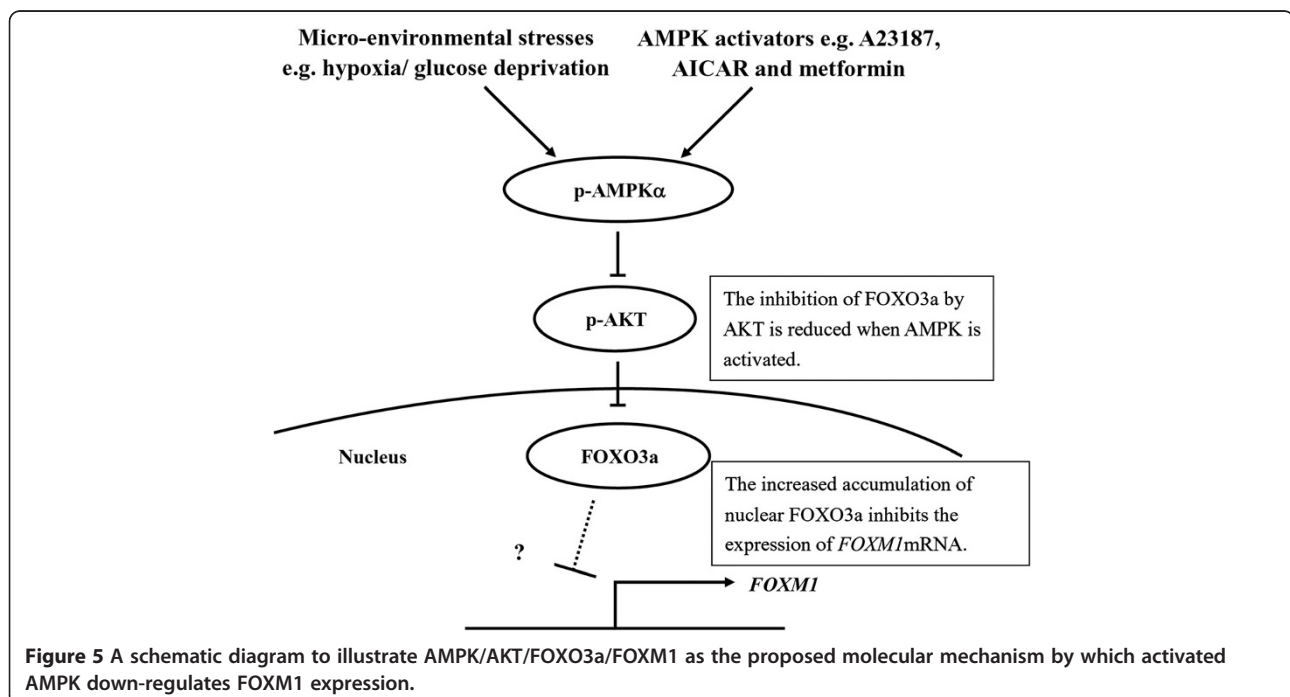 Micro-environmental stresses
e.g. hypoxia/ glucose deprivation
AMPK activators e.g. A23187,
AICAR and metformin
p-AMPKα
p-AKT
The inhibition of FOXO3a by
AKT is reduced when AMPK is
activated.
Nucleus
FOXO3a
The increased accumulation of
nuclear FOXO3a inhibits the
expression of FOXM1mRNA.
?
FOXM1
Figure 5 A schematic diagram to illustrate AMPK/AKT/FOXO3a/FOXM1 as the proposed molecular mechanism by which activated
AMPK down-regulates FOXM1 expression.